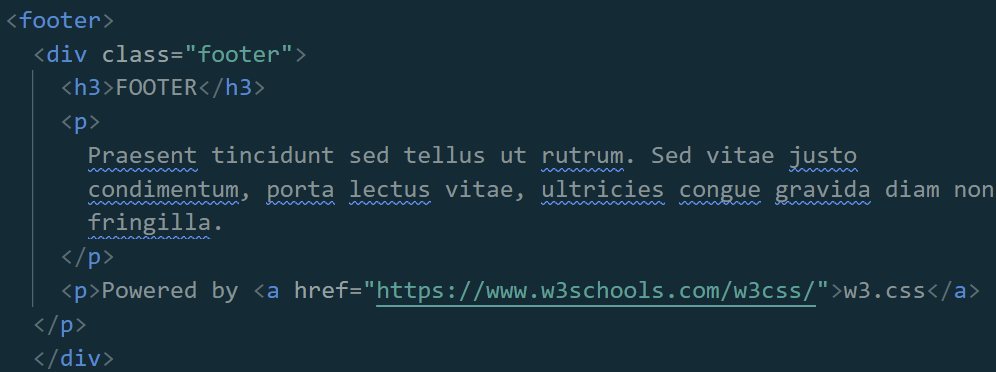 <footer>
<div class="footer">
<h3>FOOTER</h3>
<p>
Praesent tincidunt sed tellus ut rutrum. Sed vitae justo
condimentum, porta lectus vitae, ultricies congue gravida diam non
fringilla.
</p>
<p>Powered by <a href="https://www.w3schools.com/w3css/">w3.css</a>
</p>
</div>